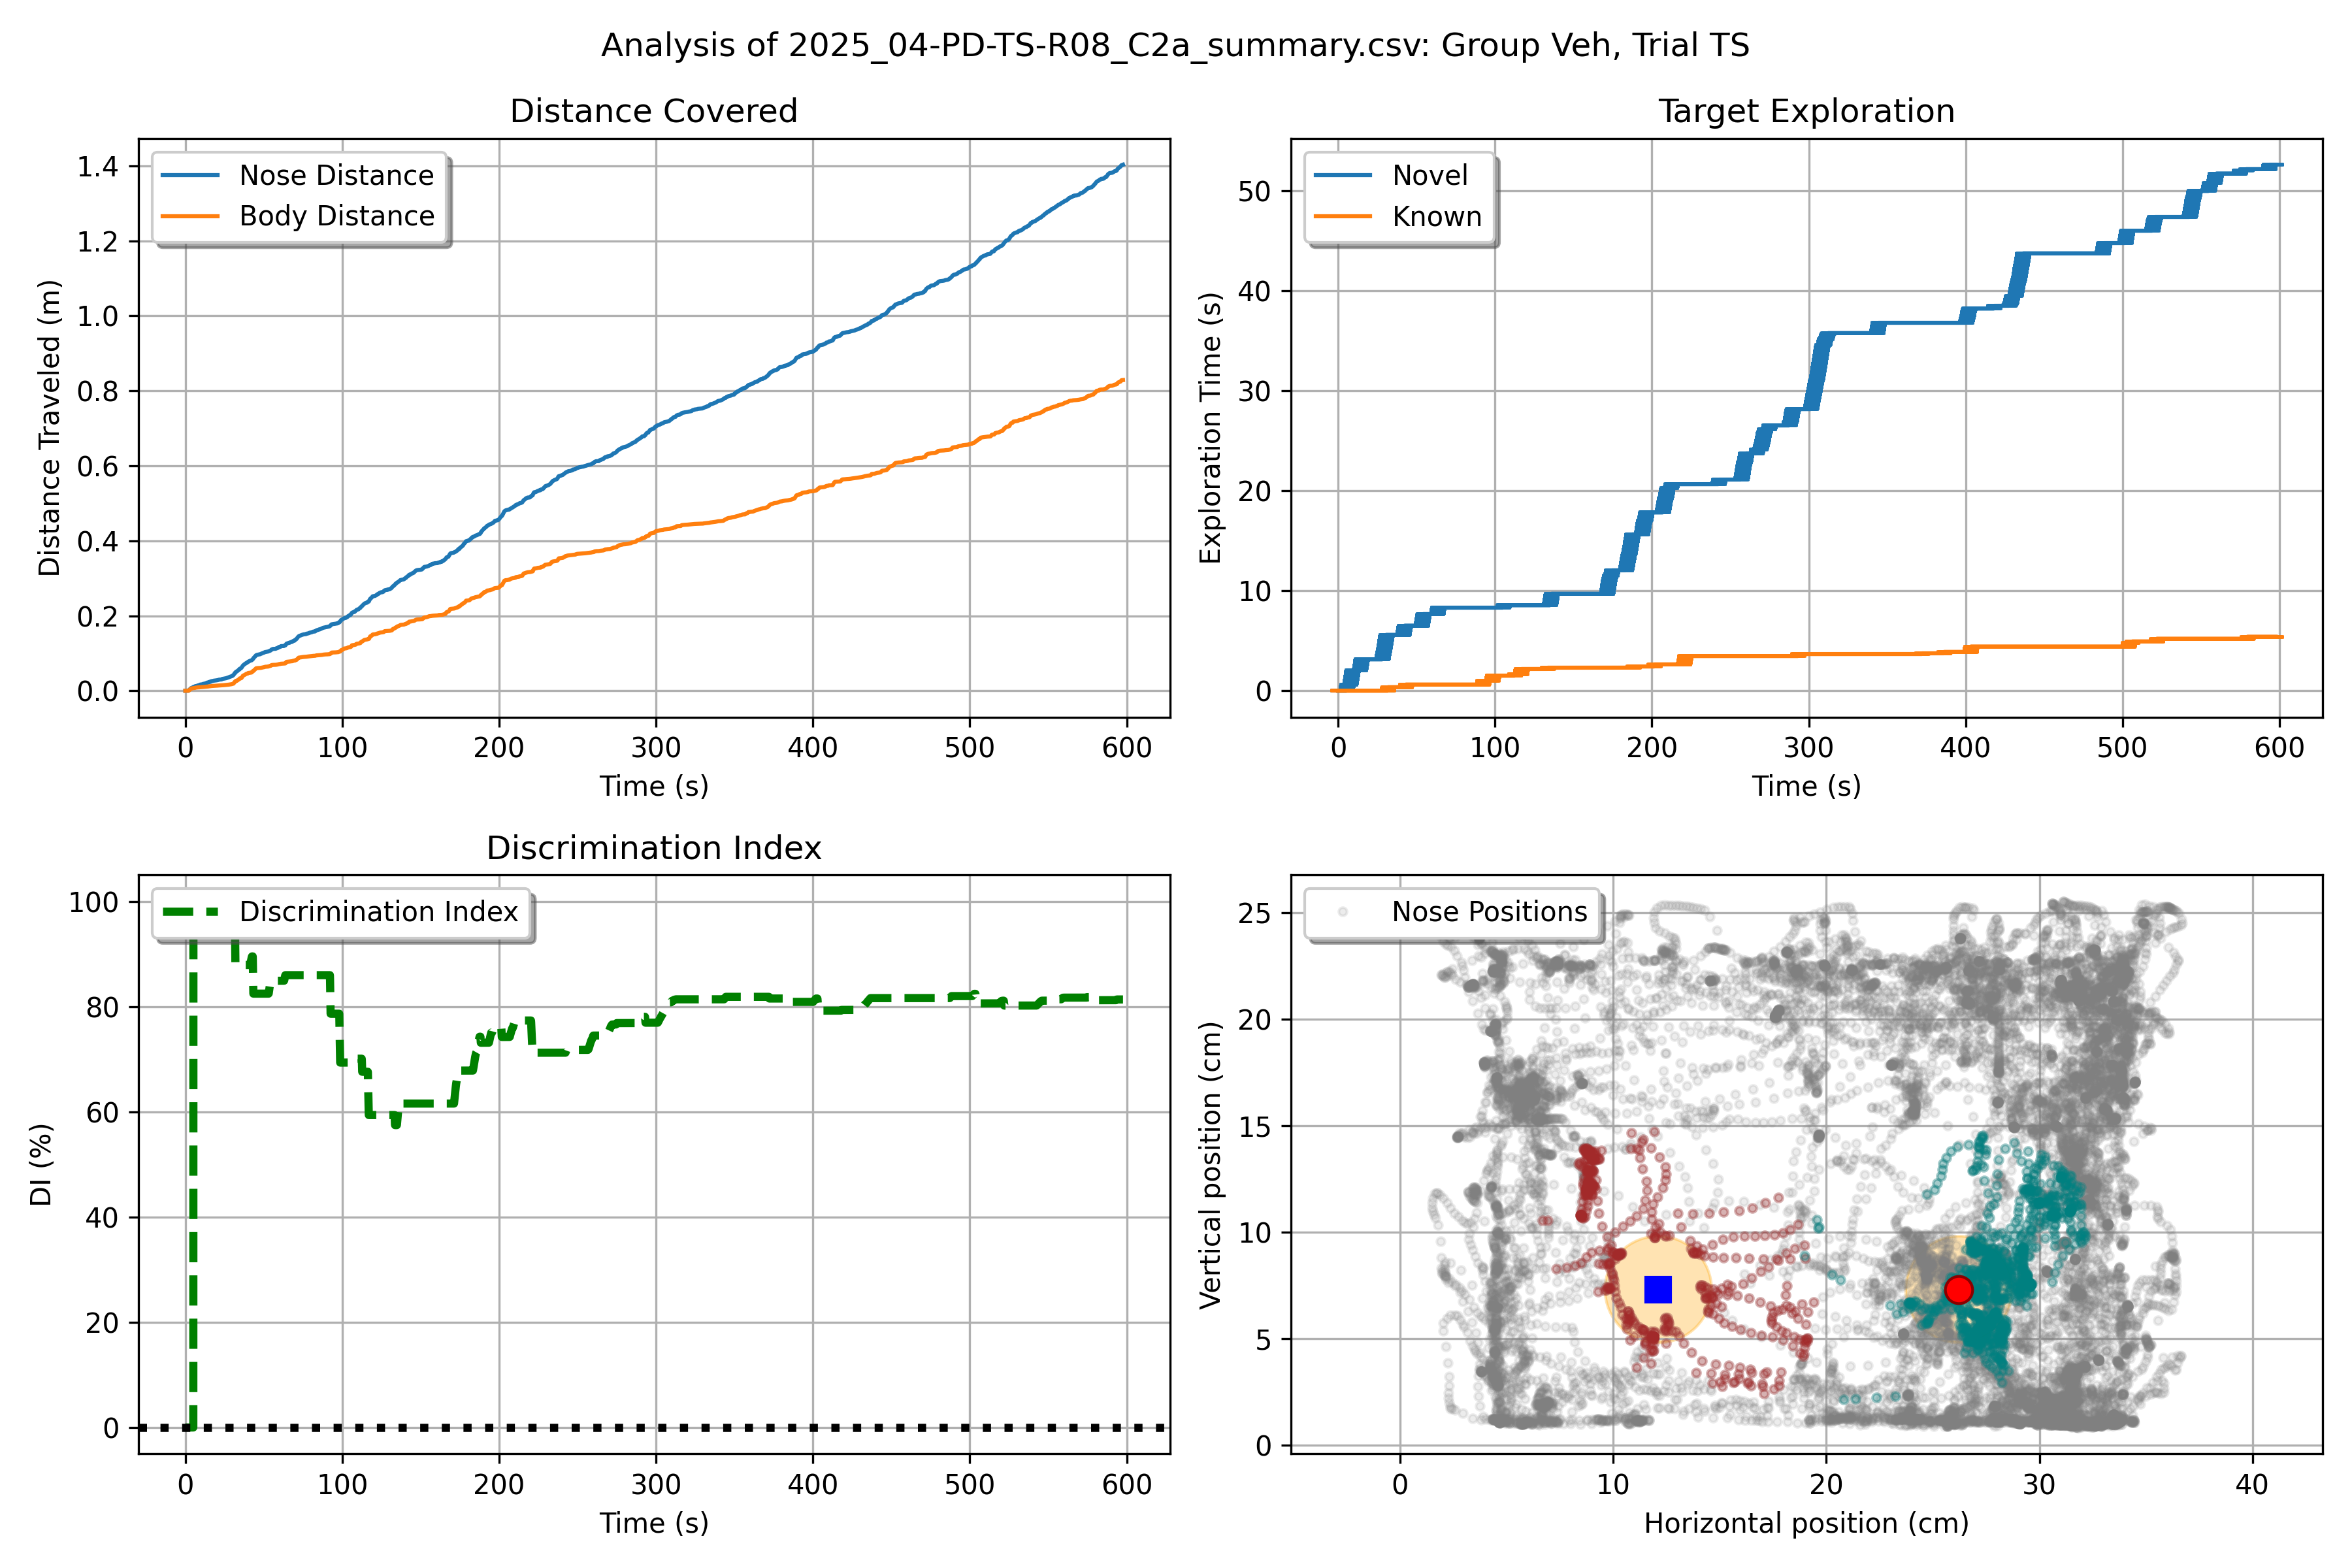 Analysis of 2025_04-PD-TS-R08_C2a_summary.csv: Group Veh, Trial TS
Distance Covered
Nose Distance
Body Distance
Distance Traveled (m)
1.4
1.2
1.0
0.8
0.6
0.4
0.2
0.0
0 100 200 300 400 500 600
Time (s)
Target Exploration
Novel
Known
Exploration Time (s)
50
40
30
20
10
0
0 100 200 300 400 500 600
Time (s)
Discrimination Index
Discrimination Index
DI (%)
100
80
60
40
20
0
0 100 200 300 400 500 600
Time (s)
Nose Positions
Vertical position (cm)
25
20
15
10
5
0
0 10 20 30 40
Horizontal position (cm)